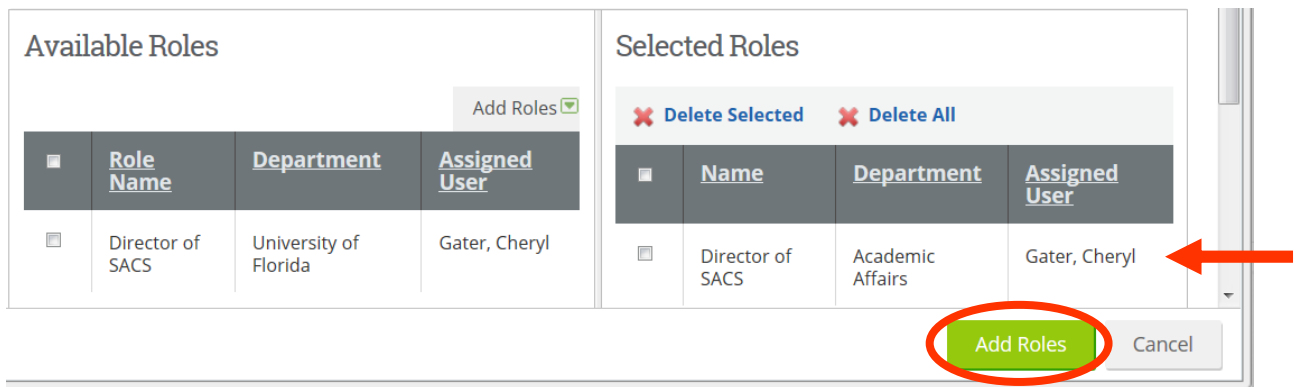 Available Roles
Add Roles
Role Name Department Assigned User
Director of SACS University of Florida Gater, Cheryl
Selected Roles
Delete Selected Delete All
Name Department Assigned User
Director of SACS Academic Affairs Gater, Cheryl
Add Roles Cancel